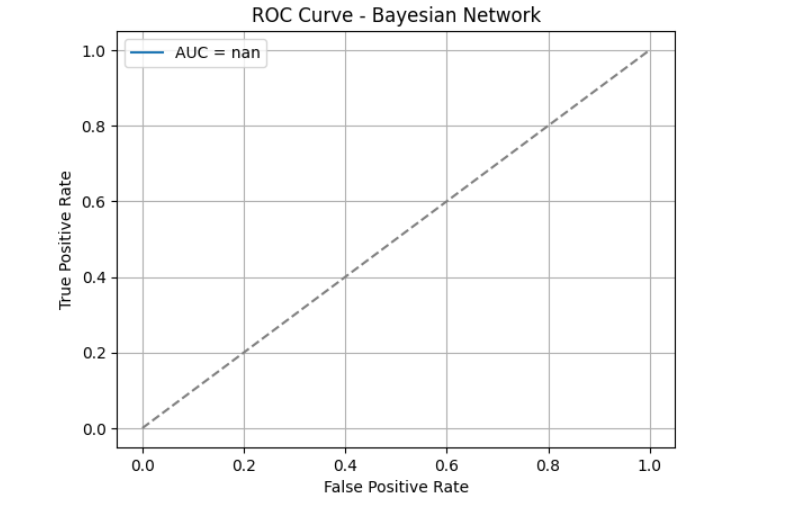 ROC Curve - Bayesian Network
AUC = nan
1.0
0.8
0.6
0.4
0.2
0.0
True Positive Rate
0.0 0.2 0.4 0.6 0.8 1.0
False Positive Rate